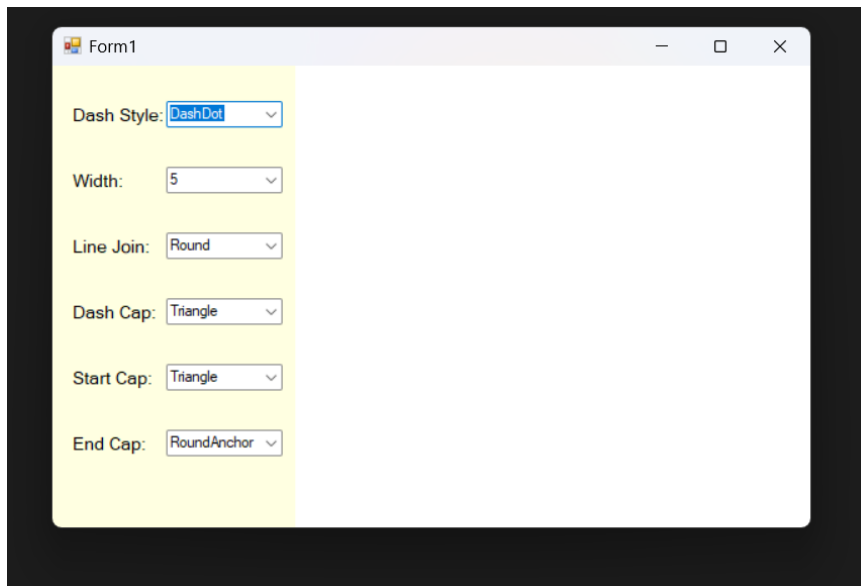 Form1
Dash Style: DashDot
Width: 5
Line Join: Round
Dash Cap: Triangle
Start Cap: Triangle
End Cap: RoundAnchor